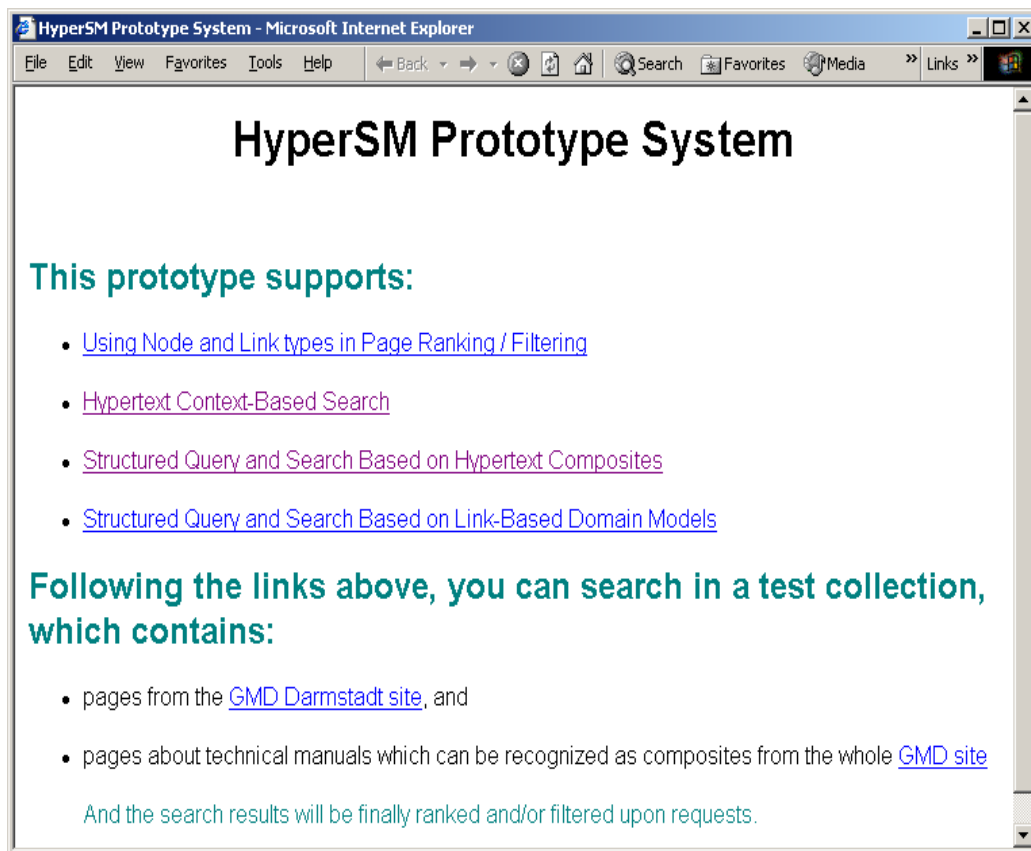 HyperSM Prototype System - Microsoft Internet Explorer
File Edit View Favorites Tools Help Back Search Favorites Media » Links »
HyperSM Prototype System
This prototype supports:
• Using Node and Link types in Page Ranking / Filtering
• Hypertext Context-Based Search
• Structured Query and Search Based on Hypertext Composites
• Structured Query and Search Based on Link-Based Domain Models
Following the links above, you can search in a test collection,
which contains:
• pages from the GMD Darmstadt site, and
• pages about technical manuals which can be recognized as composites from the whole GMD site
And the search results will be finally ranked and/or filtered upon requests.